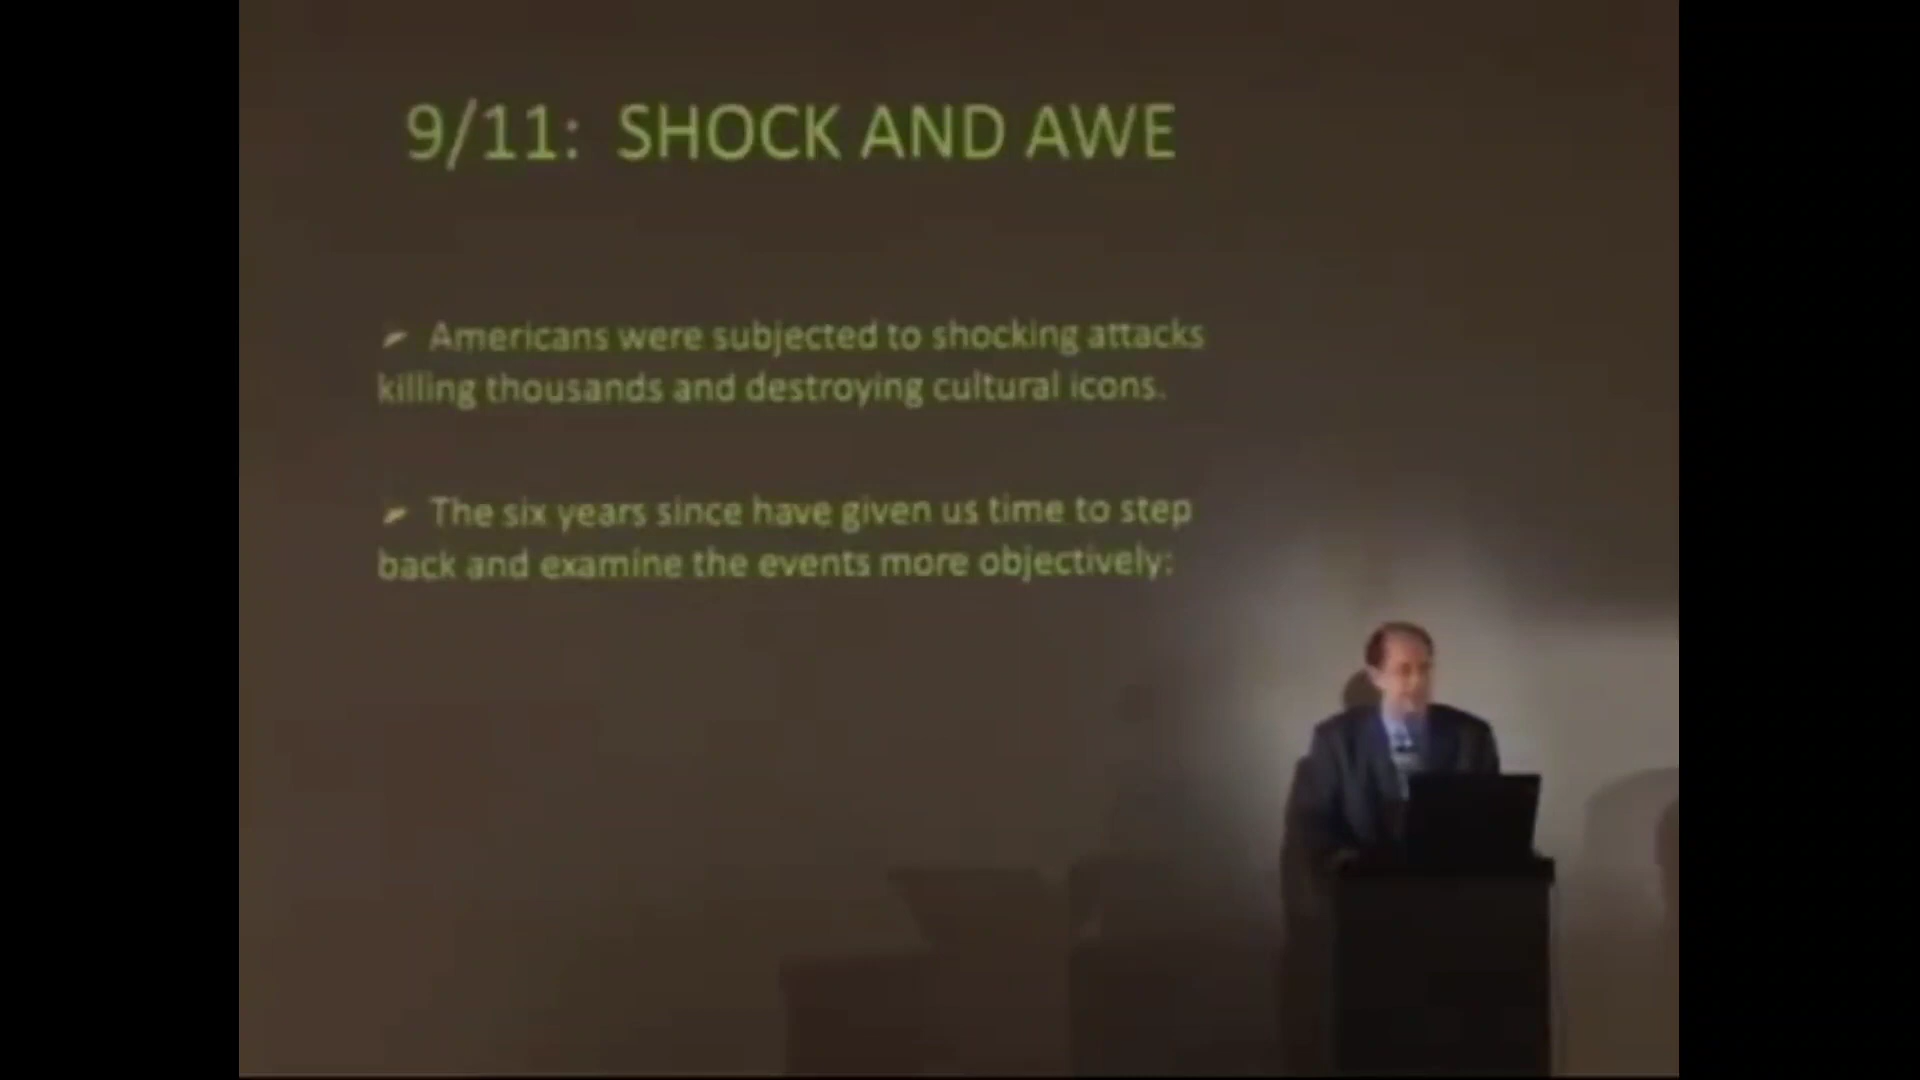 9/11: SHOCK AND AWE
Americans were subjected to shocking attacks
killing thousands and destroying cultural icons.
The six years since have given us time to step
back and examine the events more objectively: